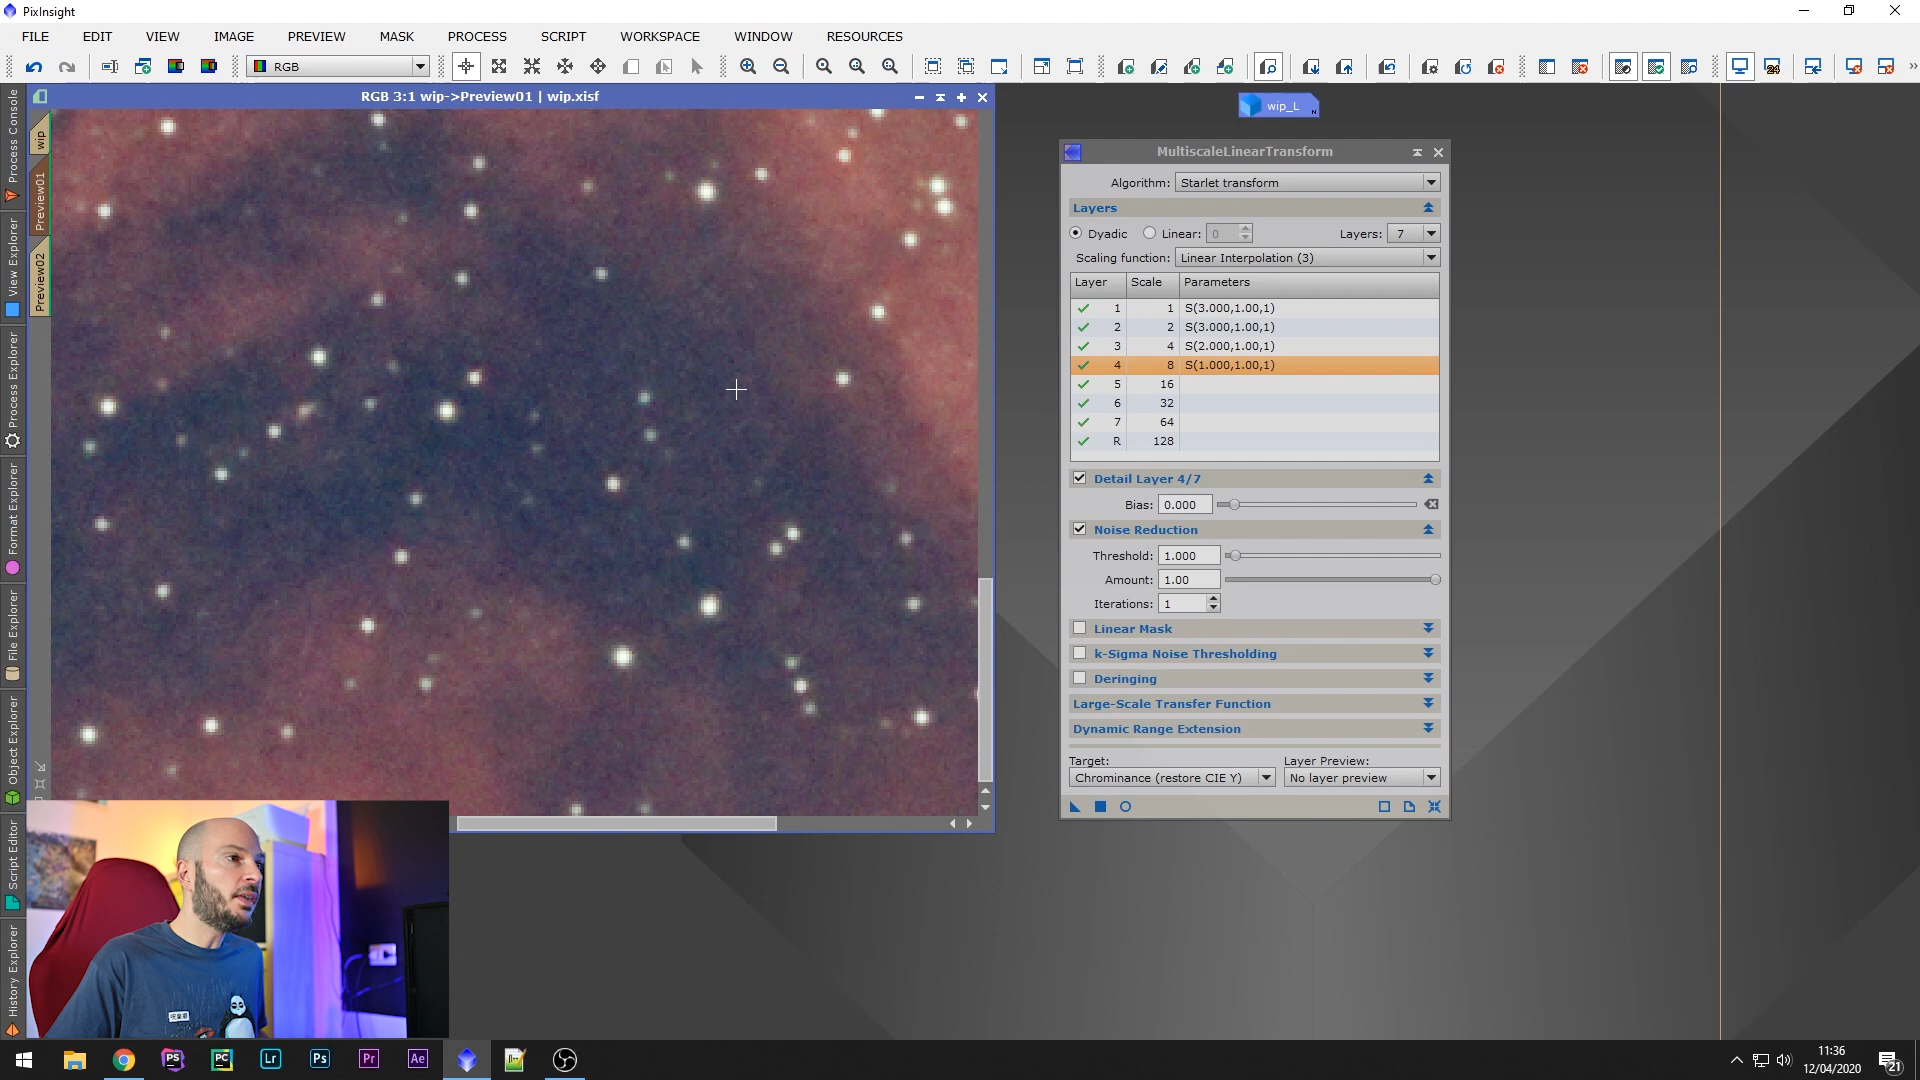 PixInsight
FILE EDIT VIEW IMAGE PREVIEW MASK PROCESS SCRIPT WORKSPACE WINDOW RESOURCES
RGB
RGB 3:1 wip->Preview01 | wip.xisf
wip
Preview01
Preview02
Process Console
View Explorer
Process Explorer
Format Explorer
File Explorer
Object Explorer
Script Editor
History Explorer
wip_L
N
MultiscaleLinearTransform
Algorithm: Starlet transform
Layers
Dyadic Linear: 0 Layers: 7
Scaling function: Linear Interpolation (3)
Layer Scale Parameters
1 1 S(3.000,1.00,1)
2 2 S(3.000,1.00,1)
3 4 S(2.000,1.00,1)
4 8 S(1.000,1.00,1)
5 16
6 32
7 64
R 128
Detail Layer 4/7
Bias: 0.000
Noise Reduction
Threshold: 1.000
Amount: 1.00
Iterations: 1
Linear Mask
k-Sigma Noise Thresholding
Deringing
Large-Scale Transfer Function
Dynamic Range Extension
Target: Layer Preview:
Chrominance (restore CIE Y) No layer preview
PS PC Lr Ps Pr Ae
11:36
12/04/2020
21